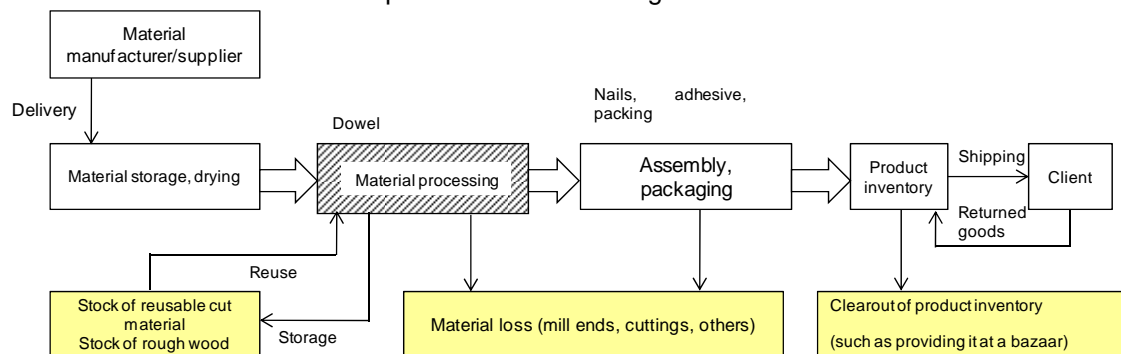 Material
manufacturer/supplier
Delivery
Nails, adhesive,
packing
Dowel
Material storage, drying
Material processing
Assembly,
packaging
Product
inventory
Shipping
Client
Returned
goods
Reuse
Storage
Stock of reusable cut
material
Stock of rough wood
Material loss (mill ends, cuttings, others)
Clearout of product inventory
(such as providing it at a bazaar)